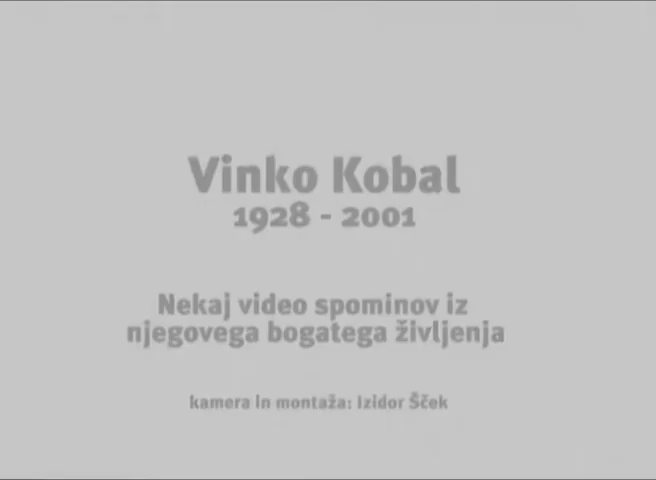 Vinko Kobal
1928 - 2001
Nekaj video spominov iz
njegovega bogatega življenja
kamera in montaža: Izidor Šček